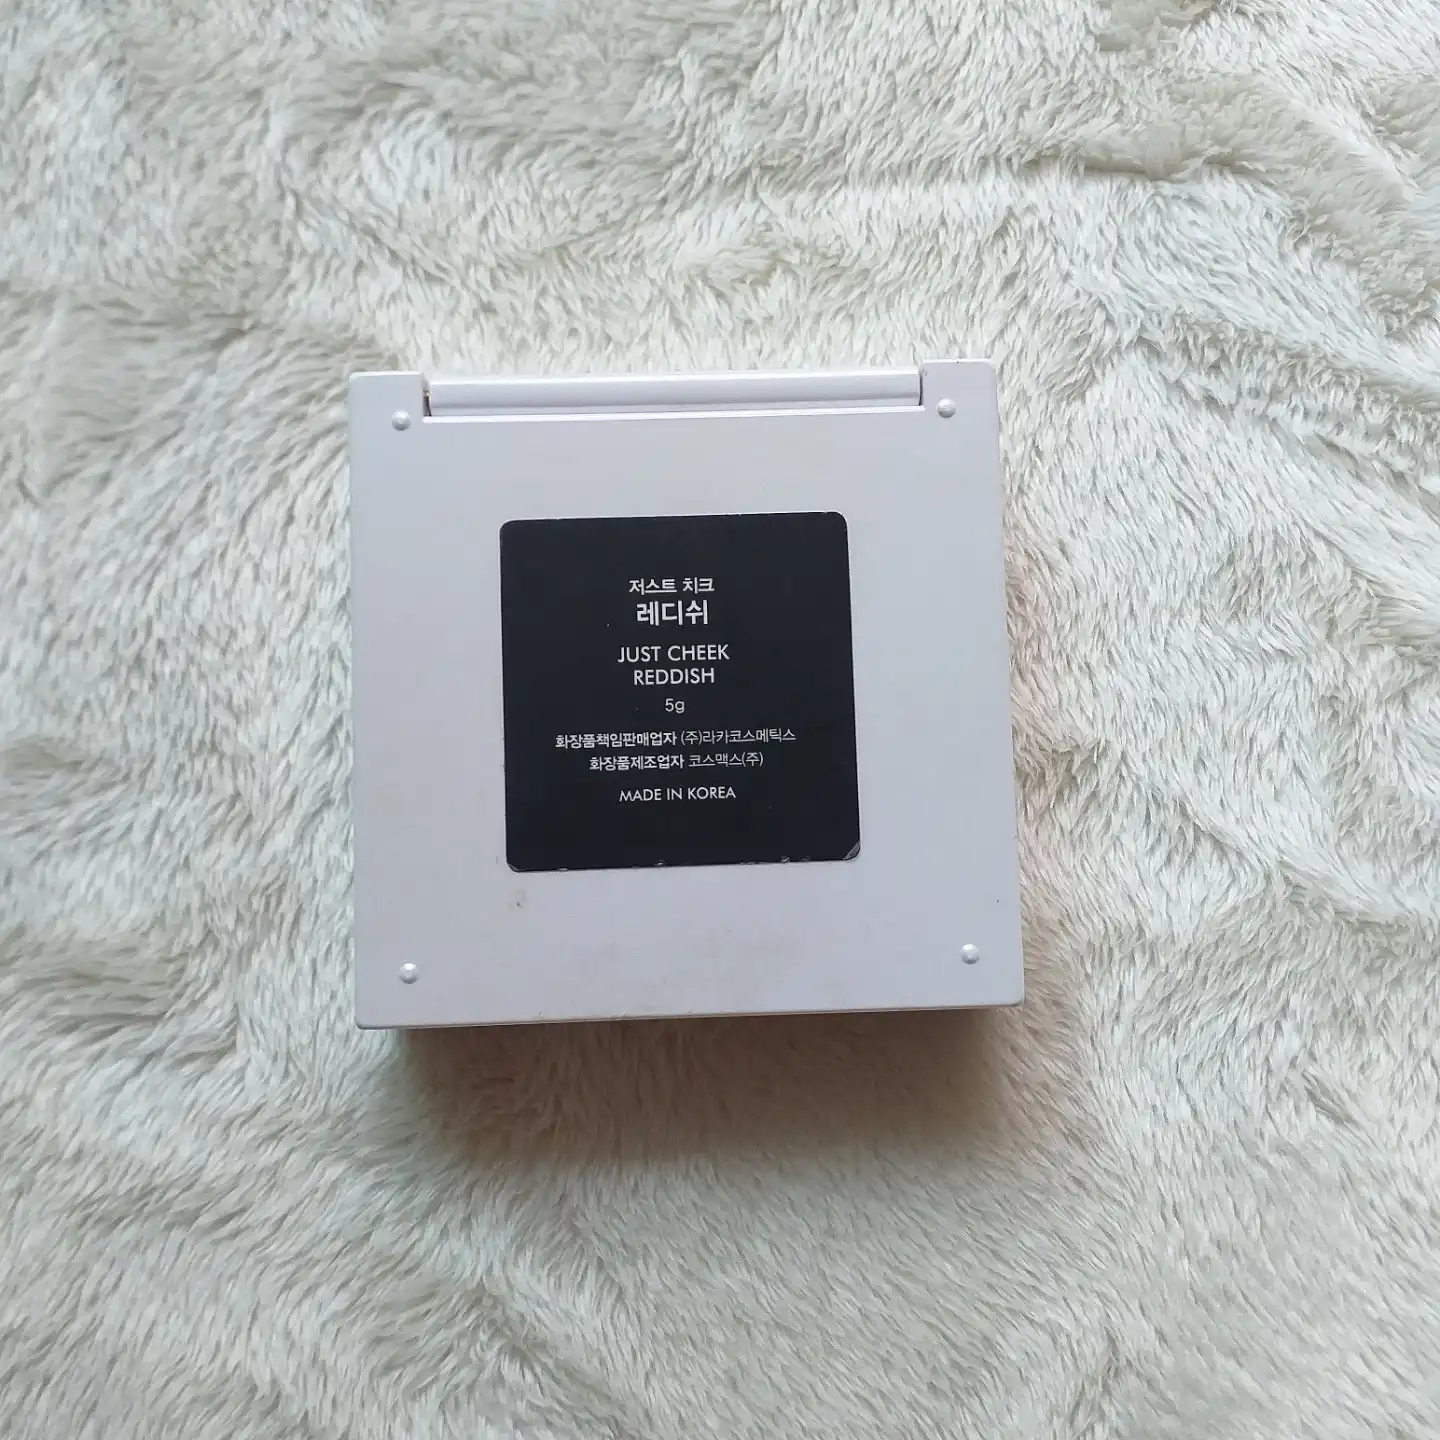 저스트 치크
레디쉬
JUST CHEEK
REDDISH
5g
화장품책임판매업자 (주)라카코스메틱스
화장품제조업자 코스맥스(주)
MADE IN KOREA